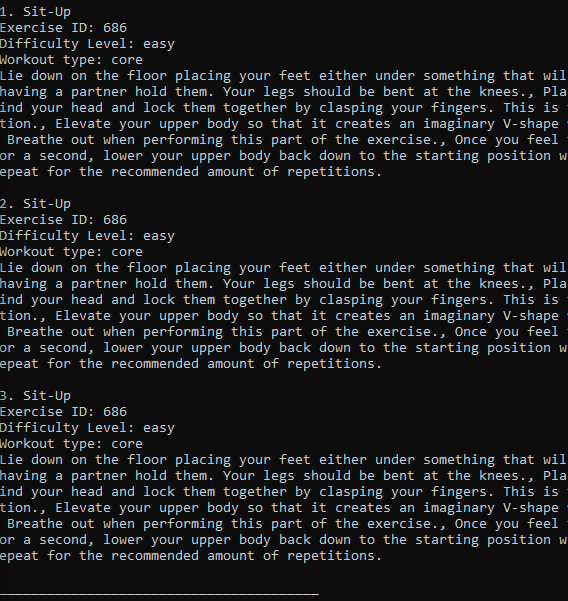 1. Sit-Up
Exercise ID: 686
Difficulty Level: easy
Workout type: core
Lie down on the floor placing your feet either under something that wil
having a partner hold them. Your legs should be bent at the knees., Pla
ind your head and lock them together by clasping your fingers. This is
tion., Elevate your upper body so that it creates an imaginary V-shape
Breathe out when performing this part of the exercise., Once you feel
or a second, lower your upper body back down to the starting position w
epeat for the recommended amount of repetitions.

2. Sit-Up
Exercise ID: 686
Difficulty Level: easy
Workout type: core
Lie down on the floor placing your feet either under something that wil
having a partner hold them. Your legs should be bent at the knees., Pla
ind your head and lock them together by clasping your fingers. This is
tion., Elevate your upper body so that it creates an imaginary V-shape
Breathe out when performing this part of the exercise., Once you feel
or a second, lower your upper body back down to the starting position w
epeat for the recommended amount of repetitions.

3. Sit-Up
Exercise ID: 686
Difficulty Level: easy
Workout type: core
Lie down on the floor placing your feet either under something that wil
having a partner hold them. Your legs should be bent at the knees., Pla
ind your head and lock them together by clasping your fingers. This is
tion., Elevate your upper body so that it creates an imaginary V-shape
Breathe out when performing this part of the exercise., Once you feel
or a second, lower your upper body back down to the starting position w
epeat for the recommended amount of repetitions.

________________________________________